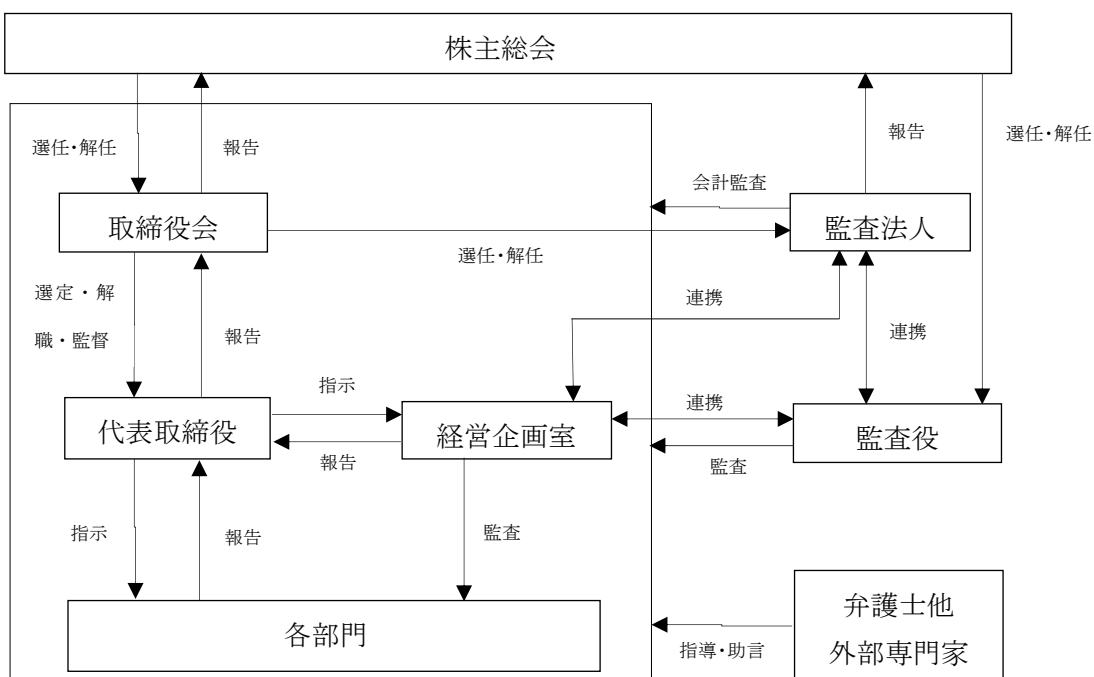 株主総会
選任・解任
報告
報告
選任・解任
会計監査
取締役会
監査法人
選任・解任
選定・解
職・監督
報告
連携
連携
指示
連携
代表取締役
経営企画室
監査役
報告
監査
指示
報告
監査
各部門
弁護士他
外部専門家
指導・助言